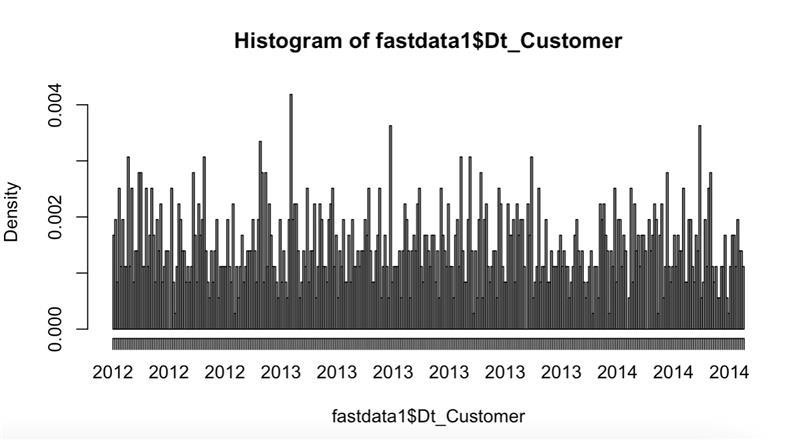 Histogram of fastdata1$Dt_Customer
Density
0.004
0.002
0.000
2012 2012 2012 2013 2013 2013 2013 2013 2013 2014 2014 2014
fastdata1$Dt_Customer